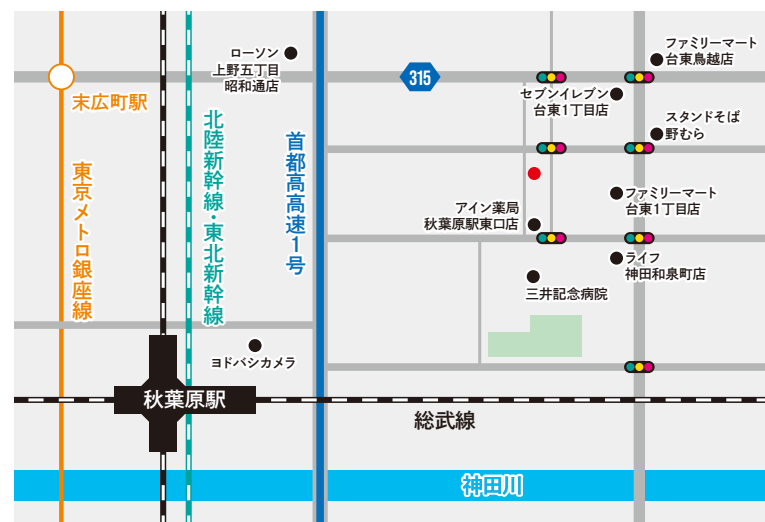 ローソン
上野五丁目
昭和通店
315
ファミリーマート
台東鳥越店
末広町駅
セブンイレブン
台東1丁目店
スタンドそば
野むら
北陸新幹線・東北新幹線
首都高高速1号
東京メトロ銀座線
アイン薬局
秋葉原駅東口店
ファミリーマート
台東1丁目店
ライフ
神田和泉町店
三井記念病院
ヨドバシカメラ
秋葉原駅
総武線
神田川